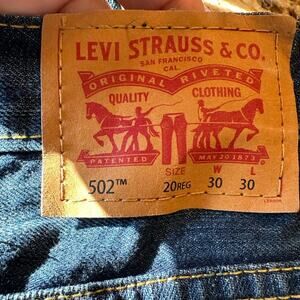 LEVI STRAUSS & CO.
SAN FRANCISCO
CAL.
ORIGINAL RIVETED
QUALITY CLOTHING
PATENTED MAY 20 1873
SIZE W L
502™ 20REG 30 30